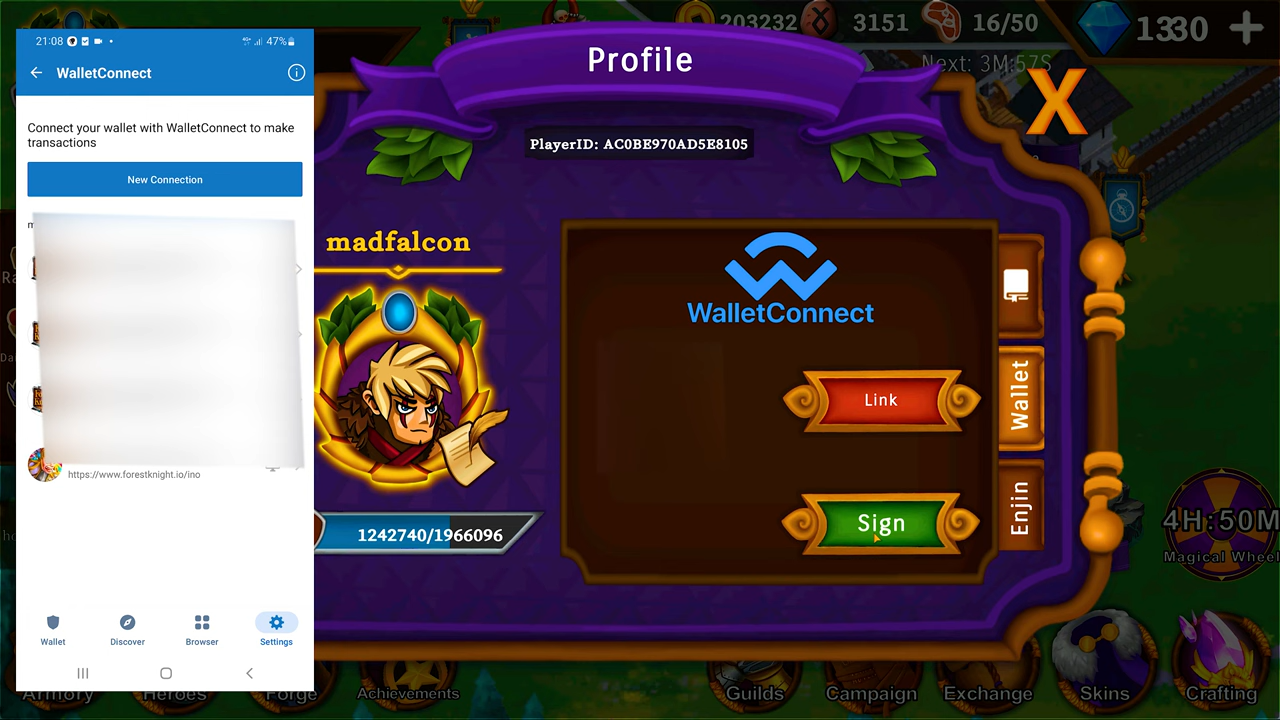 21:08
4G+
47%
WalletConnect
Connect your wallet with WalletConnect to make
transactions
New Connection
https://www.forestknight.io/ino
Wallet
Discover
Browser
Settings
203232
3151
16/50
1330
Next: 3M:57S
Profile
PlayerID: AC0BE970AD5E8105
madfalcon
1242740/1966096
WalletConnect
Link
Sign
Wallet
Enjin
4H:50M
Magical Wheel
Armory
Heroes
Forge
Achievements
Guilds
Campaign
Exchange
Skins
Crafting